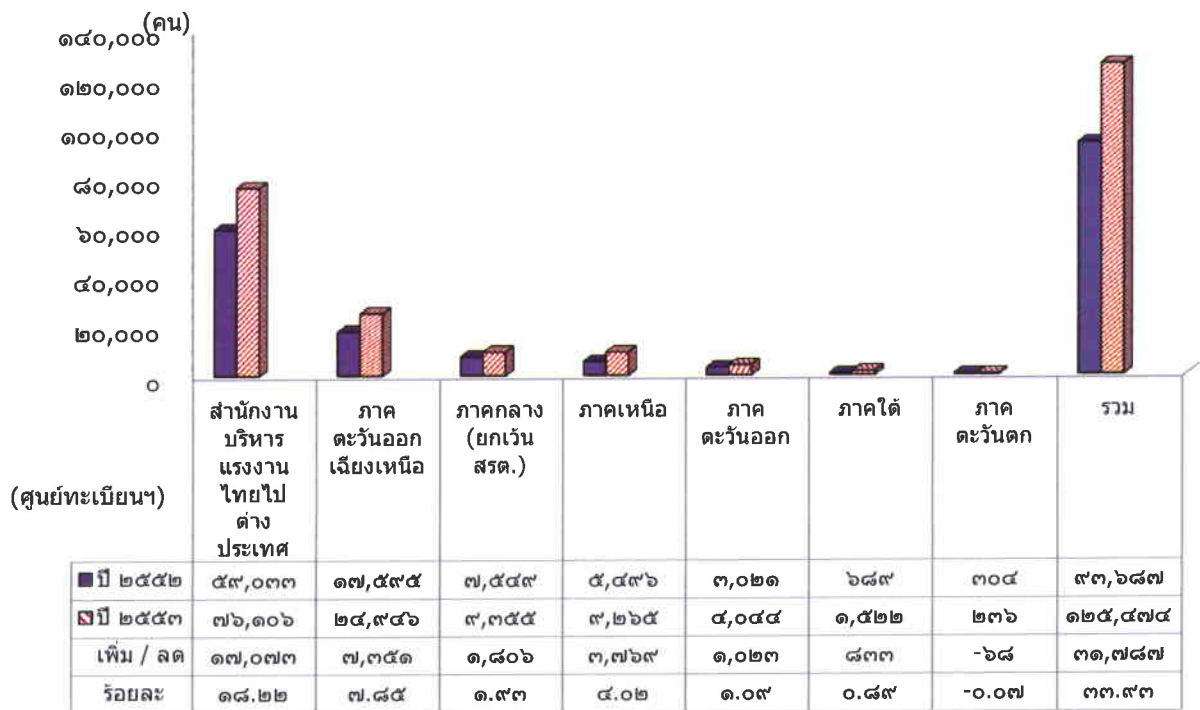 (คน)
๑๔๐,๐๐๐
๑๒๐,๐๐๐
๑๐๐,๐๐๐
๘๐,๐๐๐
๖๐,๐๐๐
๔๐,๐๐๐
๒๐,๐๐๐
๐
(ศูนย์ทะเบียนฯ)
สำนักงาน
บริหาร
แรงงาน
ไทยไป
ต่าง
ประเทศ
ภาค
ตะวันออก
เฉียงเหนือ
ภาคกลาง
(ยกเว้น
สรต.)
ภาคเหนือ
ภาค
ตะวันออก
ภาคใต้
ภาค
ตะวันตก
รวม
ปี ๒๕๕๒ ๕๙,๐๓๓ ๑๗,๕๙๕ ๗,๕๔๙ ๕,๔๙๖ ๓,๐๒๑ ๖๘๙ ๓๐๔ ๙๓,๖๘๗
ปี ๒๕๕๓ ๗๖,๑๐๖ ๒๔,๙๔๖ ๙,๓๕๕ ๙,๒๖๕ ๔,๐๔๔ ๑,๕๒๒ ๒๓๖ ๑๒๕,๔๗๔
เพิ่ม / ลด ๑๗,๐๗๓ ๗,๓๕๑ ๑,๘๐๖ ๓,๗๖๙ ๑,๐๒๓ ๘๓๓ -๖๘ ๓๑,๗๘๗
ร้อยละ ๑๘.๒๒ ๗.๘๕ ๑.๙๓ ๔.๐๒ ๑.๐๙ ๐.๘๙ -๐.๐๗ ๓๓.๙๓